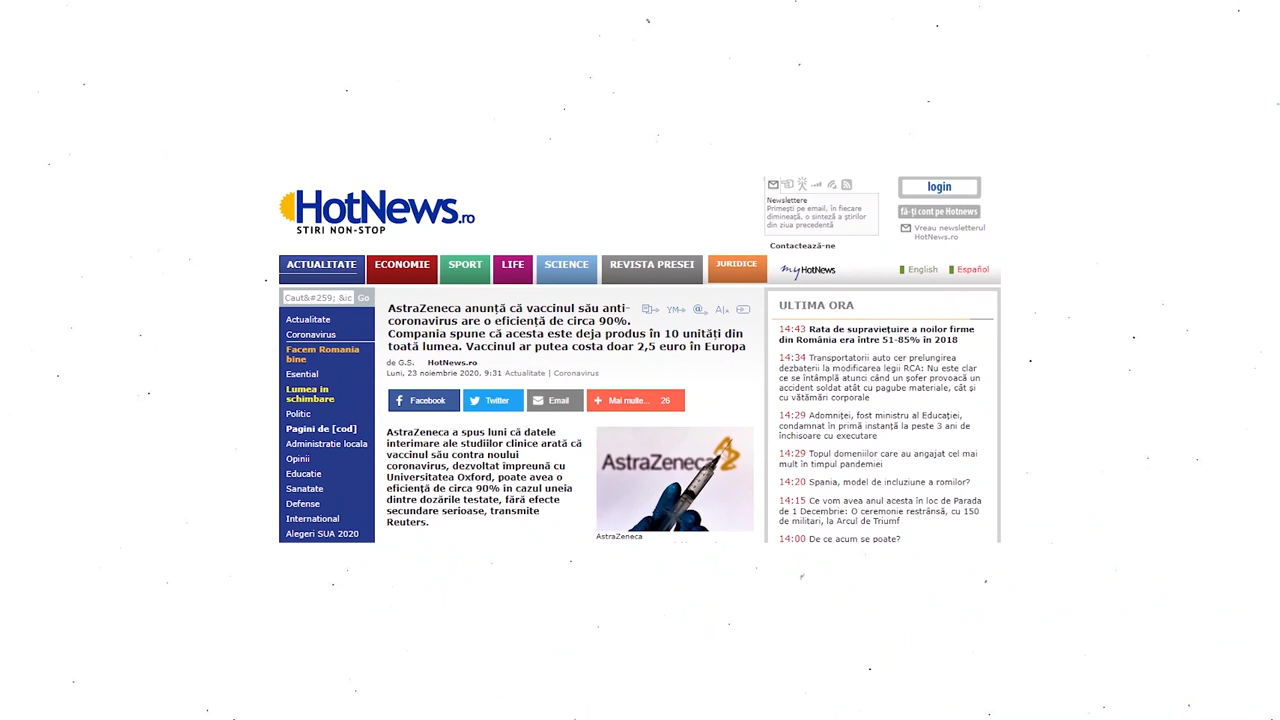 HotNews.ro
STIRI NON-STOP
Newslettere
Primești pe email, în fiecare
dimineață, o sinteză a știrilor
din ziua precedentă
Contactează-ne
login
fă-ți cont pe Hotnews
Vreau newsletterul
HotNews.ro
ACTUALITATE ECONOMIE SPORT LIFE SCIENCE REVISTA PRESEI JURIDICE
myHotNews
English Español
Caut&#259; &ic Go
Actualitate
Coronavirus
Facem Romania
bine
Esential
Lumea in
schimbare
Politic
Pagini de [cod]
Administratie locala
Opinii
Educatie
Sanatate
Defense
International
Alegeri SUA 2020
AstraZeneca anunță că vaccinul său anti-
coronavirus are o eficiență de circa 90%.
Compania spune că acesta este deja produs în 10 unități din
toată lumea. Vaccinul ar putea costa doar 2,5 euro în Europa
de G.S. HotNews.ro
Luni, 23 noiembrie 2020, 9:31 Actualitate | Coronavirus
Facebook Twitter Email Mai multe... 26
AstraZeneca a spus luni că datele
interimare ale studiilor clinice arată că
vaccinul său contra noului
coronavirus, dezvoltat împreună cu
Universitatea Oxford, poate avea o
eficiență de circa 90% in cazul uneia
dintre dozările testate, fără efecte
secundare serioase, transmite
Reuters.
AstraZeneca
AstraZeneca
ULTIMA ORA
14:43 Rata de supraviețuire a noilor firme
din România era între 51-85% în 2018
14:34 Transportatorii auto cer prelungirea
dezbaterii la modificarea legii RCA: Nu este clar
ce se întâmplă atunci când un șofer provoacă un
accident soldat atât cu pagube materiale, cât și
cu vătămări corporale
14:29 Adomniței, fost ministru al Educației,
condamnat în primă instanță la peste 3 ani de
închisoare cu executare
14:29 Topul domeniilor care au angajat cel mai
mult în timpul pandemiei
14:20 Spania, model de incluziune a romilor?
14:15 Ce vom avea anul acesta în loc de Parada
de 1 Decembrie: O ceremonie restrânsă, cu 150
de militari, la Arcul de Triumf
14:00 De ce acum se poate?